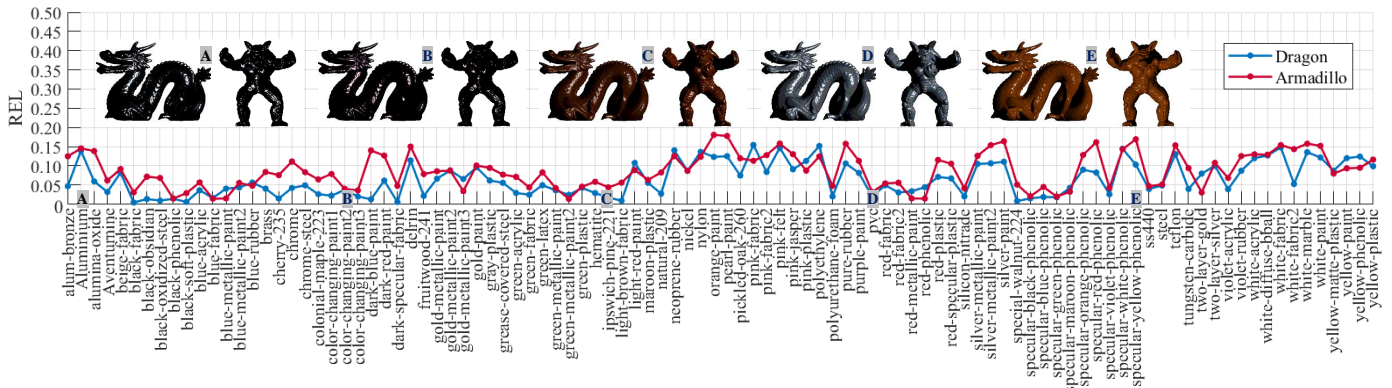 0.50
0.45
0.40
0.35
0.30
0.25
0.20
0.15
0.10
0.05
0
REL
A
B
C
D
E
Dragon
Armadillo
A
B
C
D
E
alum-bronze
Aluminium
alumina-oxide
Aventurnine
beige-fabric
black-fabric
black-obsidian
black-oxidized-steel
black-phenolic
black-soft-plastic
blue-acrylic
blue-metallic-paint
blue-metallic-paint2
blue-rubber
brass
cherry-235
chrome
chrome-steel
colonial-maple-223
color-changing-paint1
color-changing-paint2
color-changing-paint3
dark-blue-paint
dark-red-paint
dark-specular-fabric
delrin
fruitwood-241
gold-metallic-paint
gold-metallic-paint2
gold-metallic-paint3
gold-paint
gray-plastic
grease-covered-steel
green-acrylic
green-fabric
green-latex
green-metallic-paint
green-metallic-paint2
green-plastic
hematite
ipswich-pine-221
light-brown-fabric
light-red-paint
maroon-plastic
natural-209
neoprene-rubber
nickel
nylon
orange-paint
pearl-paint
pickled-oak-260
pink-fabric
pink-fabric2
pink-felt
pink-jasper
pink-plastic
polyethylene
polyurethane-foam
pure-rubber
purple-paint
pvc
red-fabric
red-fabric2
red-metallic-paint
red-phenolic
red-plastic
red-specular-plastic
silicon-nitrade
silver-metallic-paint
silver-metallic-paint2
silver-paint
special-walnut-224
specular-black-phenolic
specular-blue-phenolic
specular-green-phenolic
specular-maroon-phenolic
specular-orange-phenolic
specular-red-phenolic
specular-violet-phenolic
specular-white-phenolic
specular-yellow-phenolic
ss440
steel
teflon
tungsten-carbide
two-layer-gold
two-layer-silver
violet-acrylic
violet-rubber
white-acrylic
white-diffuse-bball
white-fabric
white-fabric2
white-marble
white-paint
yellow-matte-plastic
yellow-paint
yellow-phenolic
yellow-plastic